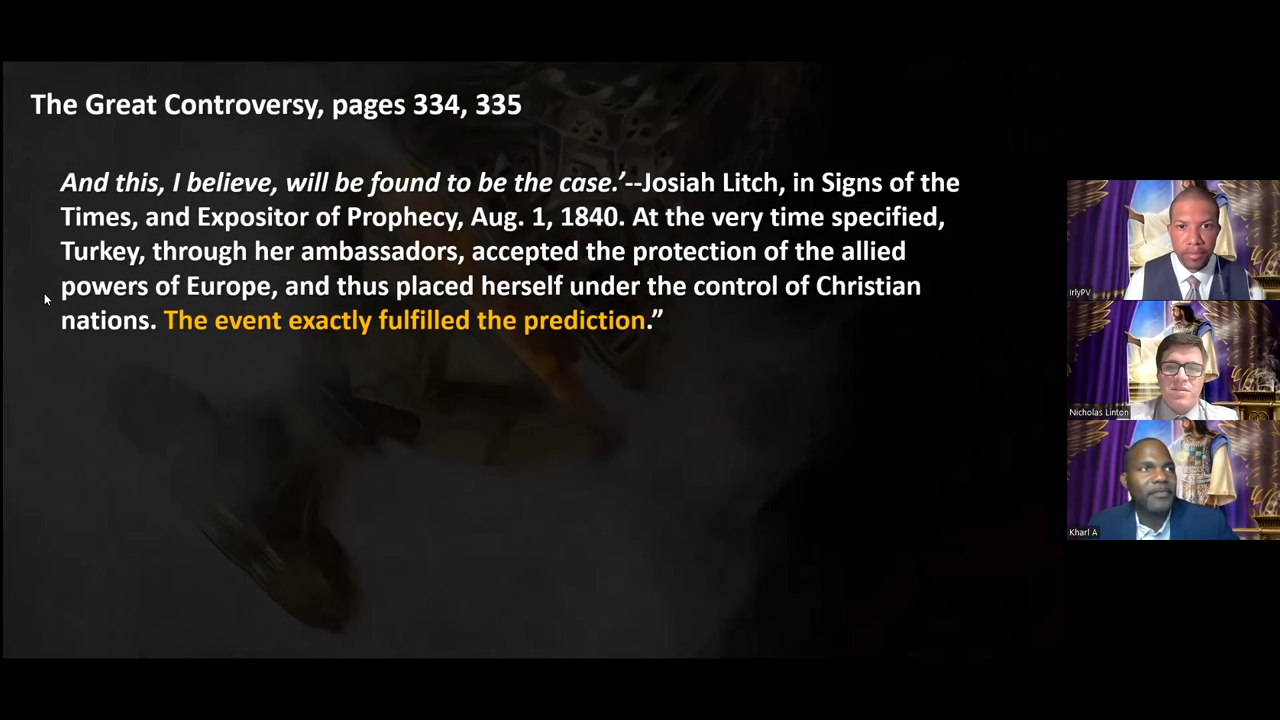 The Great Controversy, pages 334, 335
And this, I believe, will be found to be the case.’--Josiah Litch, in Signs of the
Times, and Expositor of Prophecy, Aug. 1, 1840. At the very time specified,
Turkey, through her ambassadors, accepted the protection of the allied
powers of Europe, and thus placed herself under the control of Christian
nations. The event exactly fulfilled the prediction.”
IrlyPV
Nicholas Linton
Kharl A